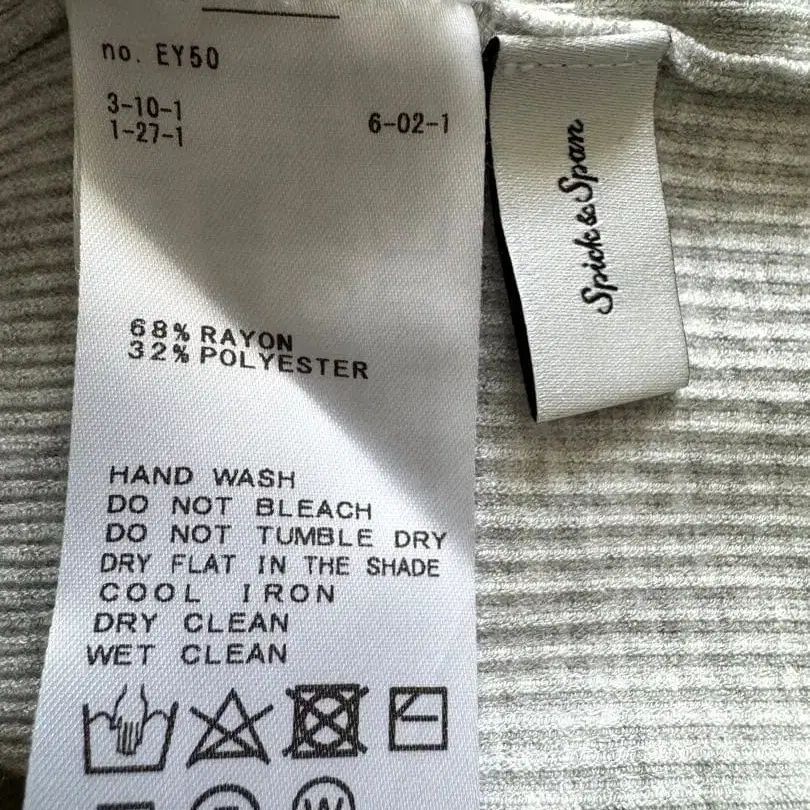 no. EY50
3-10-1
1-27-1
6-02-1
68% RAYON
32% POLYESTER
HAND WASH
DO NOT BLEACH
DO NOT TUMBLE DRY
DRY FLAT IN THE SHADE
COOL IRON
DRY CLEAN
WET CLEAN
W
Spick & Span